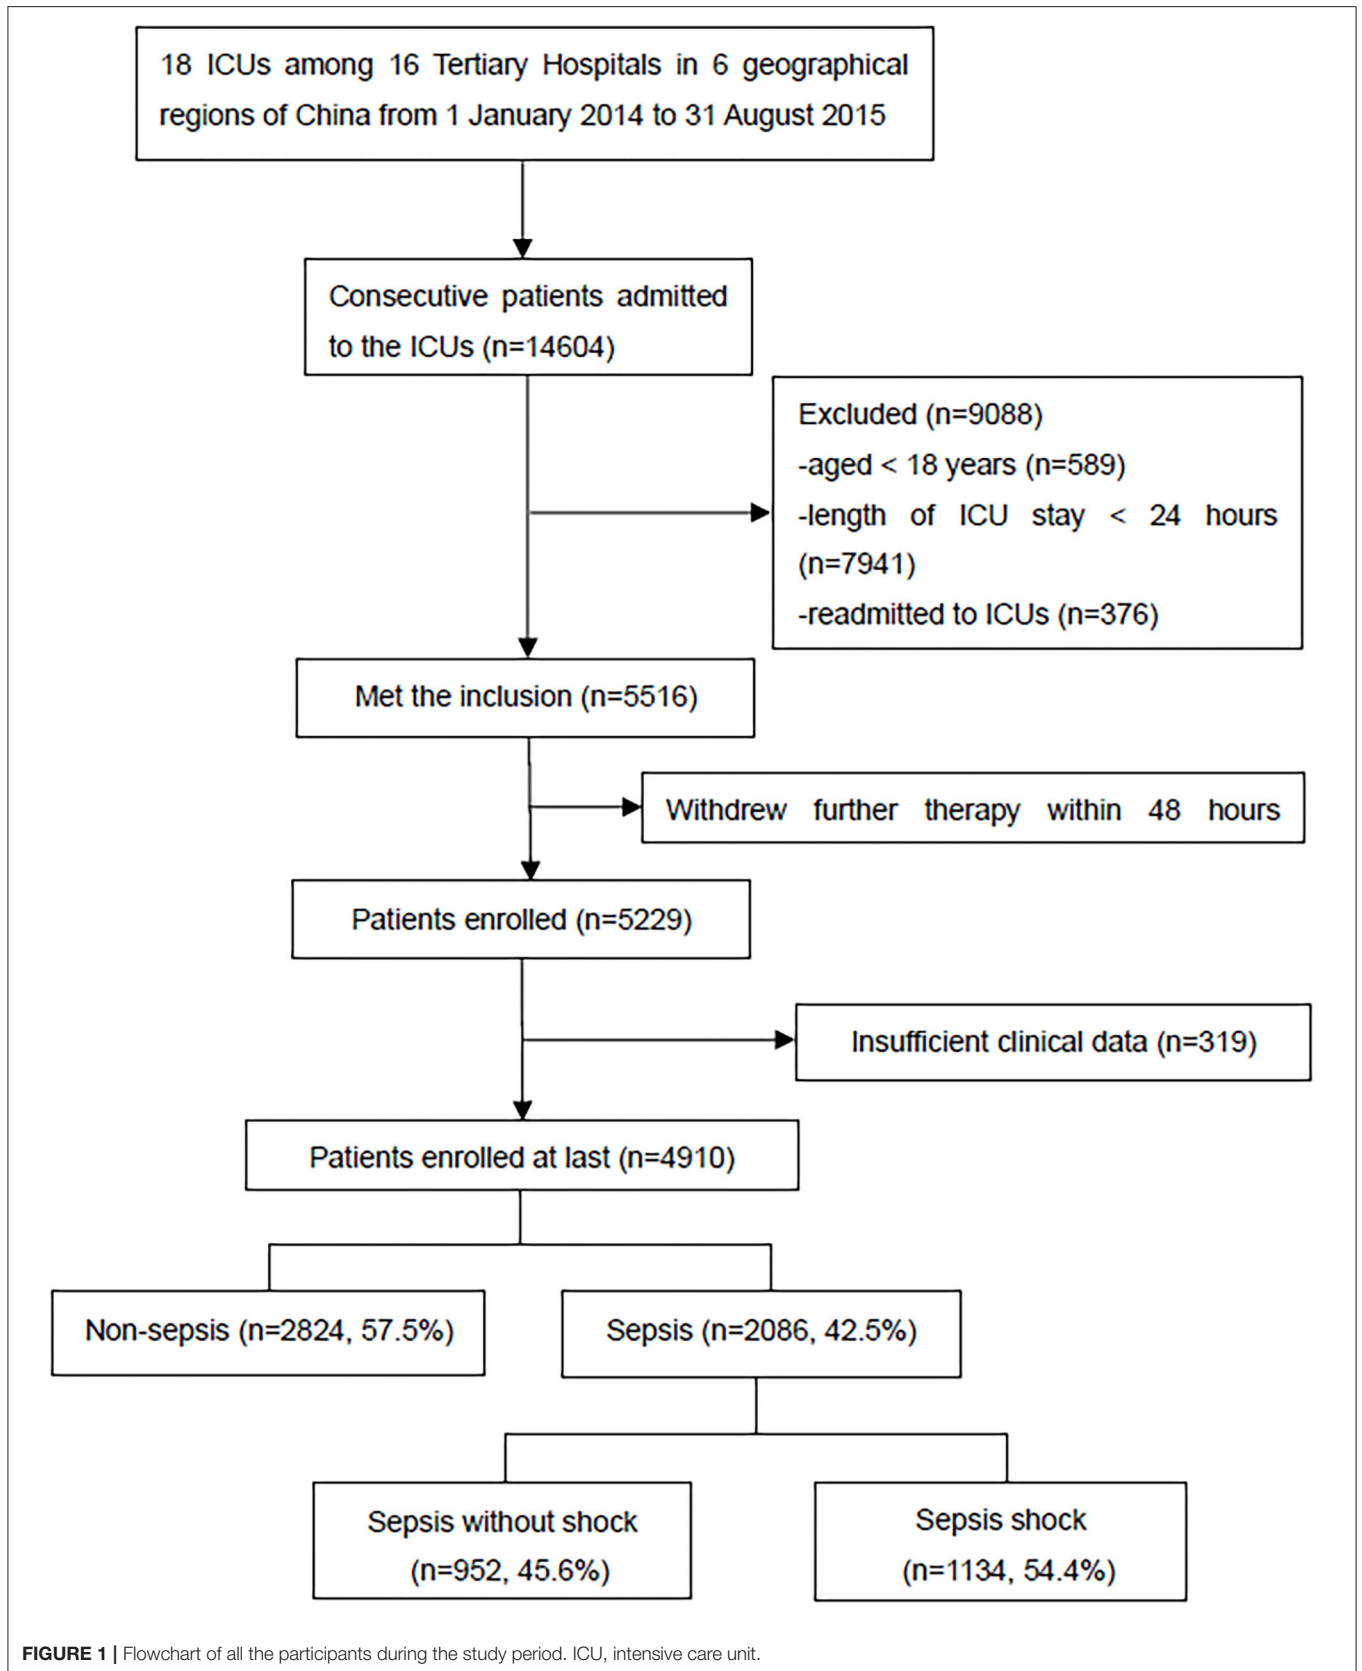 18 ICUs among 16 Tertiary Hospitals in 6 geographical
regions of China from 1 January 2014 to 31 August 2015
Consecutive patients admitted
to the ICUs (n=14604)
Excluded (n=9088)
-aged < 18 years (n=589)
-length of ICU stay < 24 hours
(n=7941)
-readmitted to ICUs (n=376)
Met the inclusion (n=5516)
Withdrew further therapy within 48 hours
Patients enrolled (n=5229)
Insufficient clinical data (n=319)
Patients enrolled at last (n=4910)
Non-sepsis (n=2824, 57.5%)
Sepsis (n=2086, 42.5%)
Sepsis without shock
(n=952, 45.6%)
Sepsis shock
(n=1134, 54.4%)
FIGURE 1 | Flowchart of all the participants during the study period. ICU, intensive care unit.